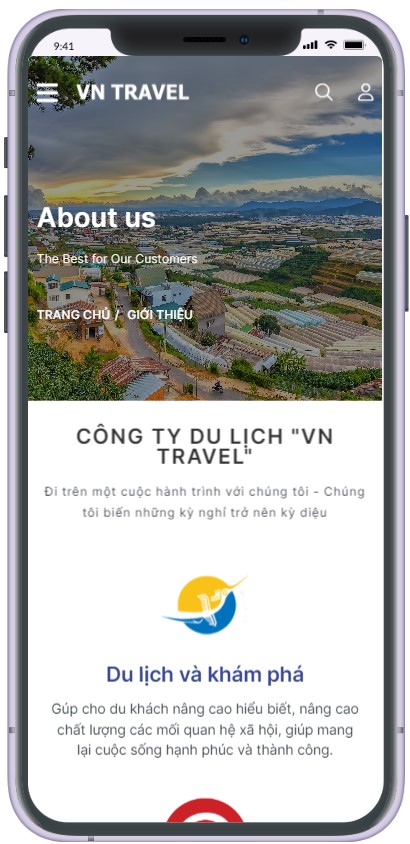 9:41
VN TRAVEL
About us
The Best for Our Customers
TRANG CHỦ / GIỚI THIỆU
CÔNG TY DU LỊCH "VN
TRAVEL"
Đi trên một cuộc hành trình với chúng tôi - Chúng
tôi biến những kỳ nghỉ trở nên kỳ diệu
Du lịch và khám phá
Gúp cho du khách nâng cao hiểu biết, nâng cao
chất lượng các mối quan hệ xã hội, giúp mang
lại cuộc sống hạnh phúc và thành công.